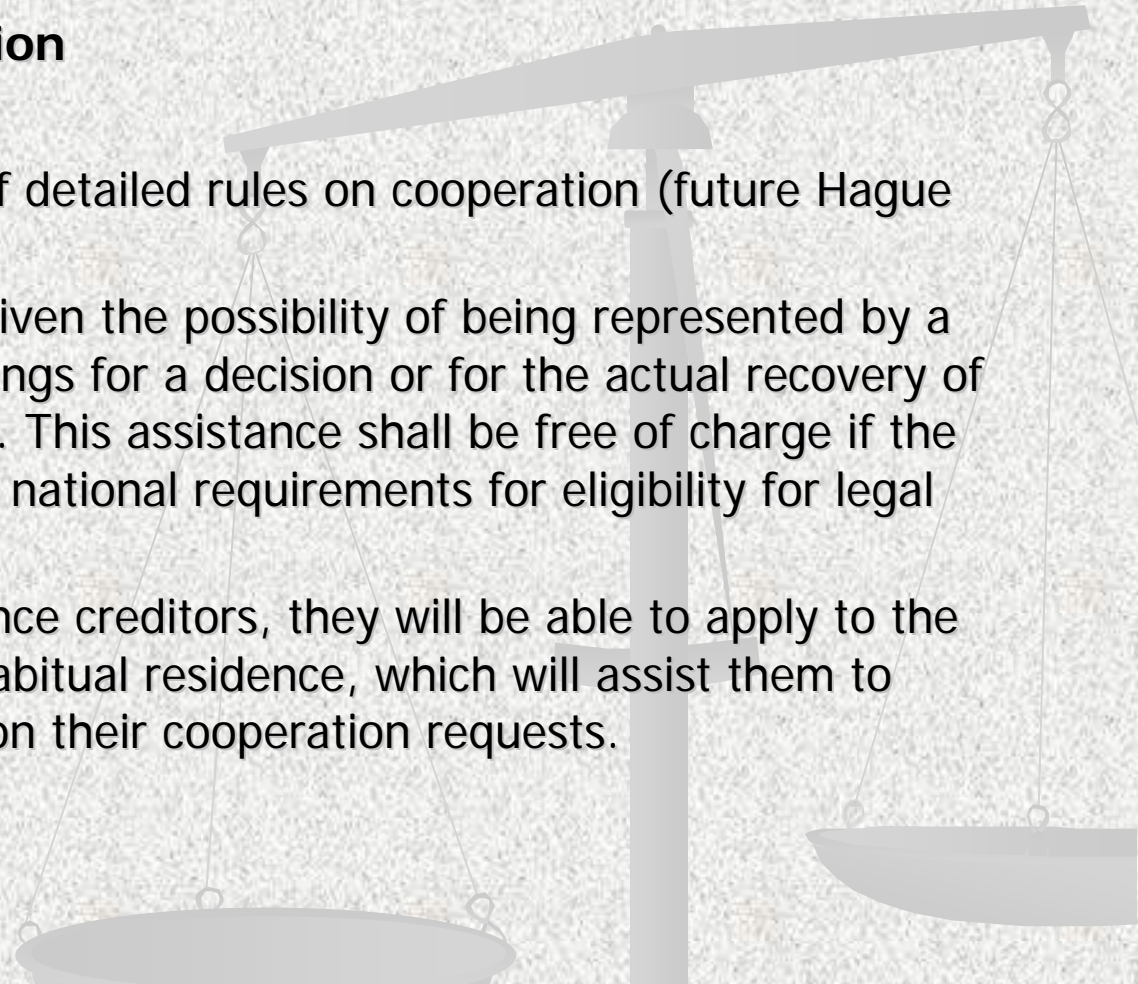 ion
f detailed rules on cooperation (future Hague
iven the possibility of being represented by a
ngs for a decision or for the actual recovery of
. This assistance shall be free of charge if the
national requirements for eligibility for legal
nce creditors, they will be able to apply to the
abitual residence, which will assist them to
on their cooperation requests.